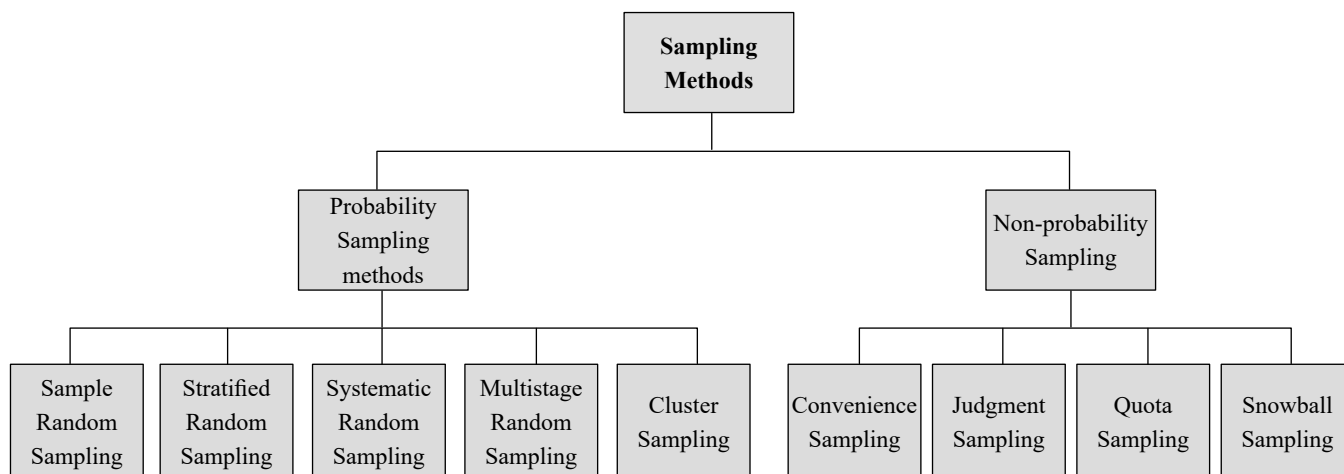 Sampling
Methods
Probability
Sampling
methods
Non-probability
Sampling
Sample
Random
Sampling
Stratified
Random
Sampling
Systematic
Random
Sampling
Multistage
Random
Sampling
Cluster
Sampling
Convenience
Sampling
Judgment
Sampling
Quota
Sampling
Snowball
Sampling